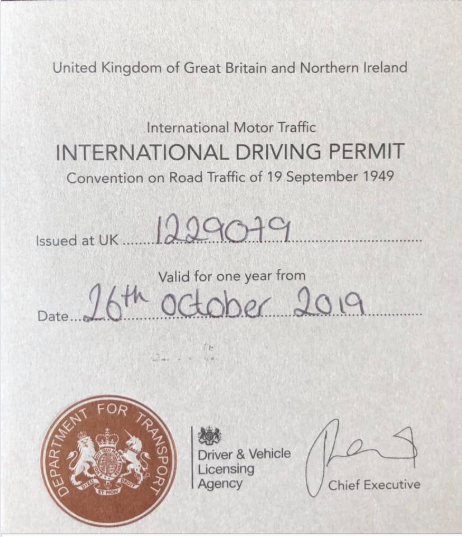 United Kingdom of Great Britain and Northern Ireland
International Motor Traffic
INTERNATIONAL DRIVING PERMIT
Convention on Road Traffic of 19 September 1949
Issued at UK 1229079
Valid for one year from
Date 26th October 2019
DEPARTMENT FOR TRANSPORT
Driver & Vehicle
Licensing
Agency
Chief Executive